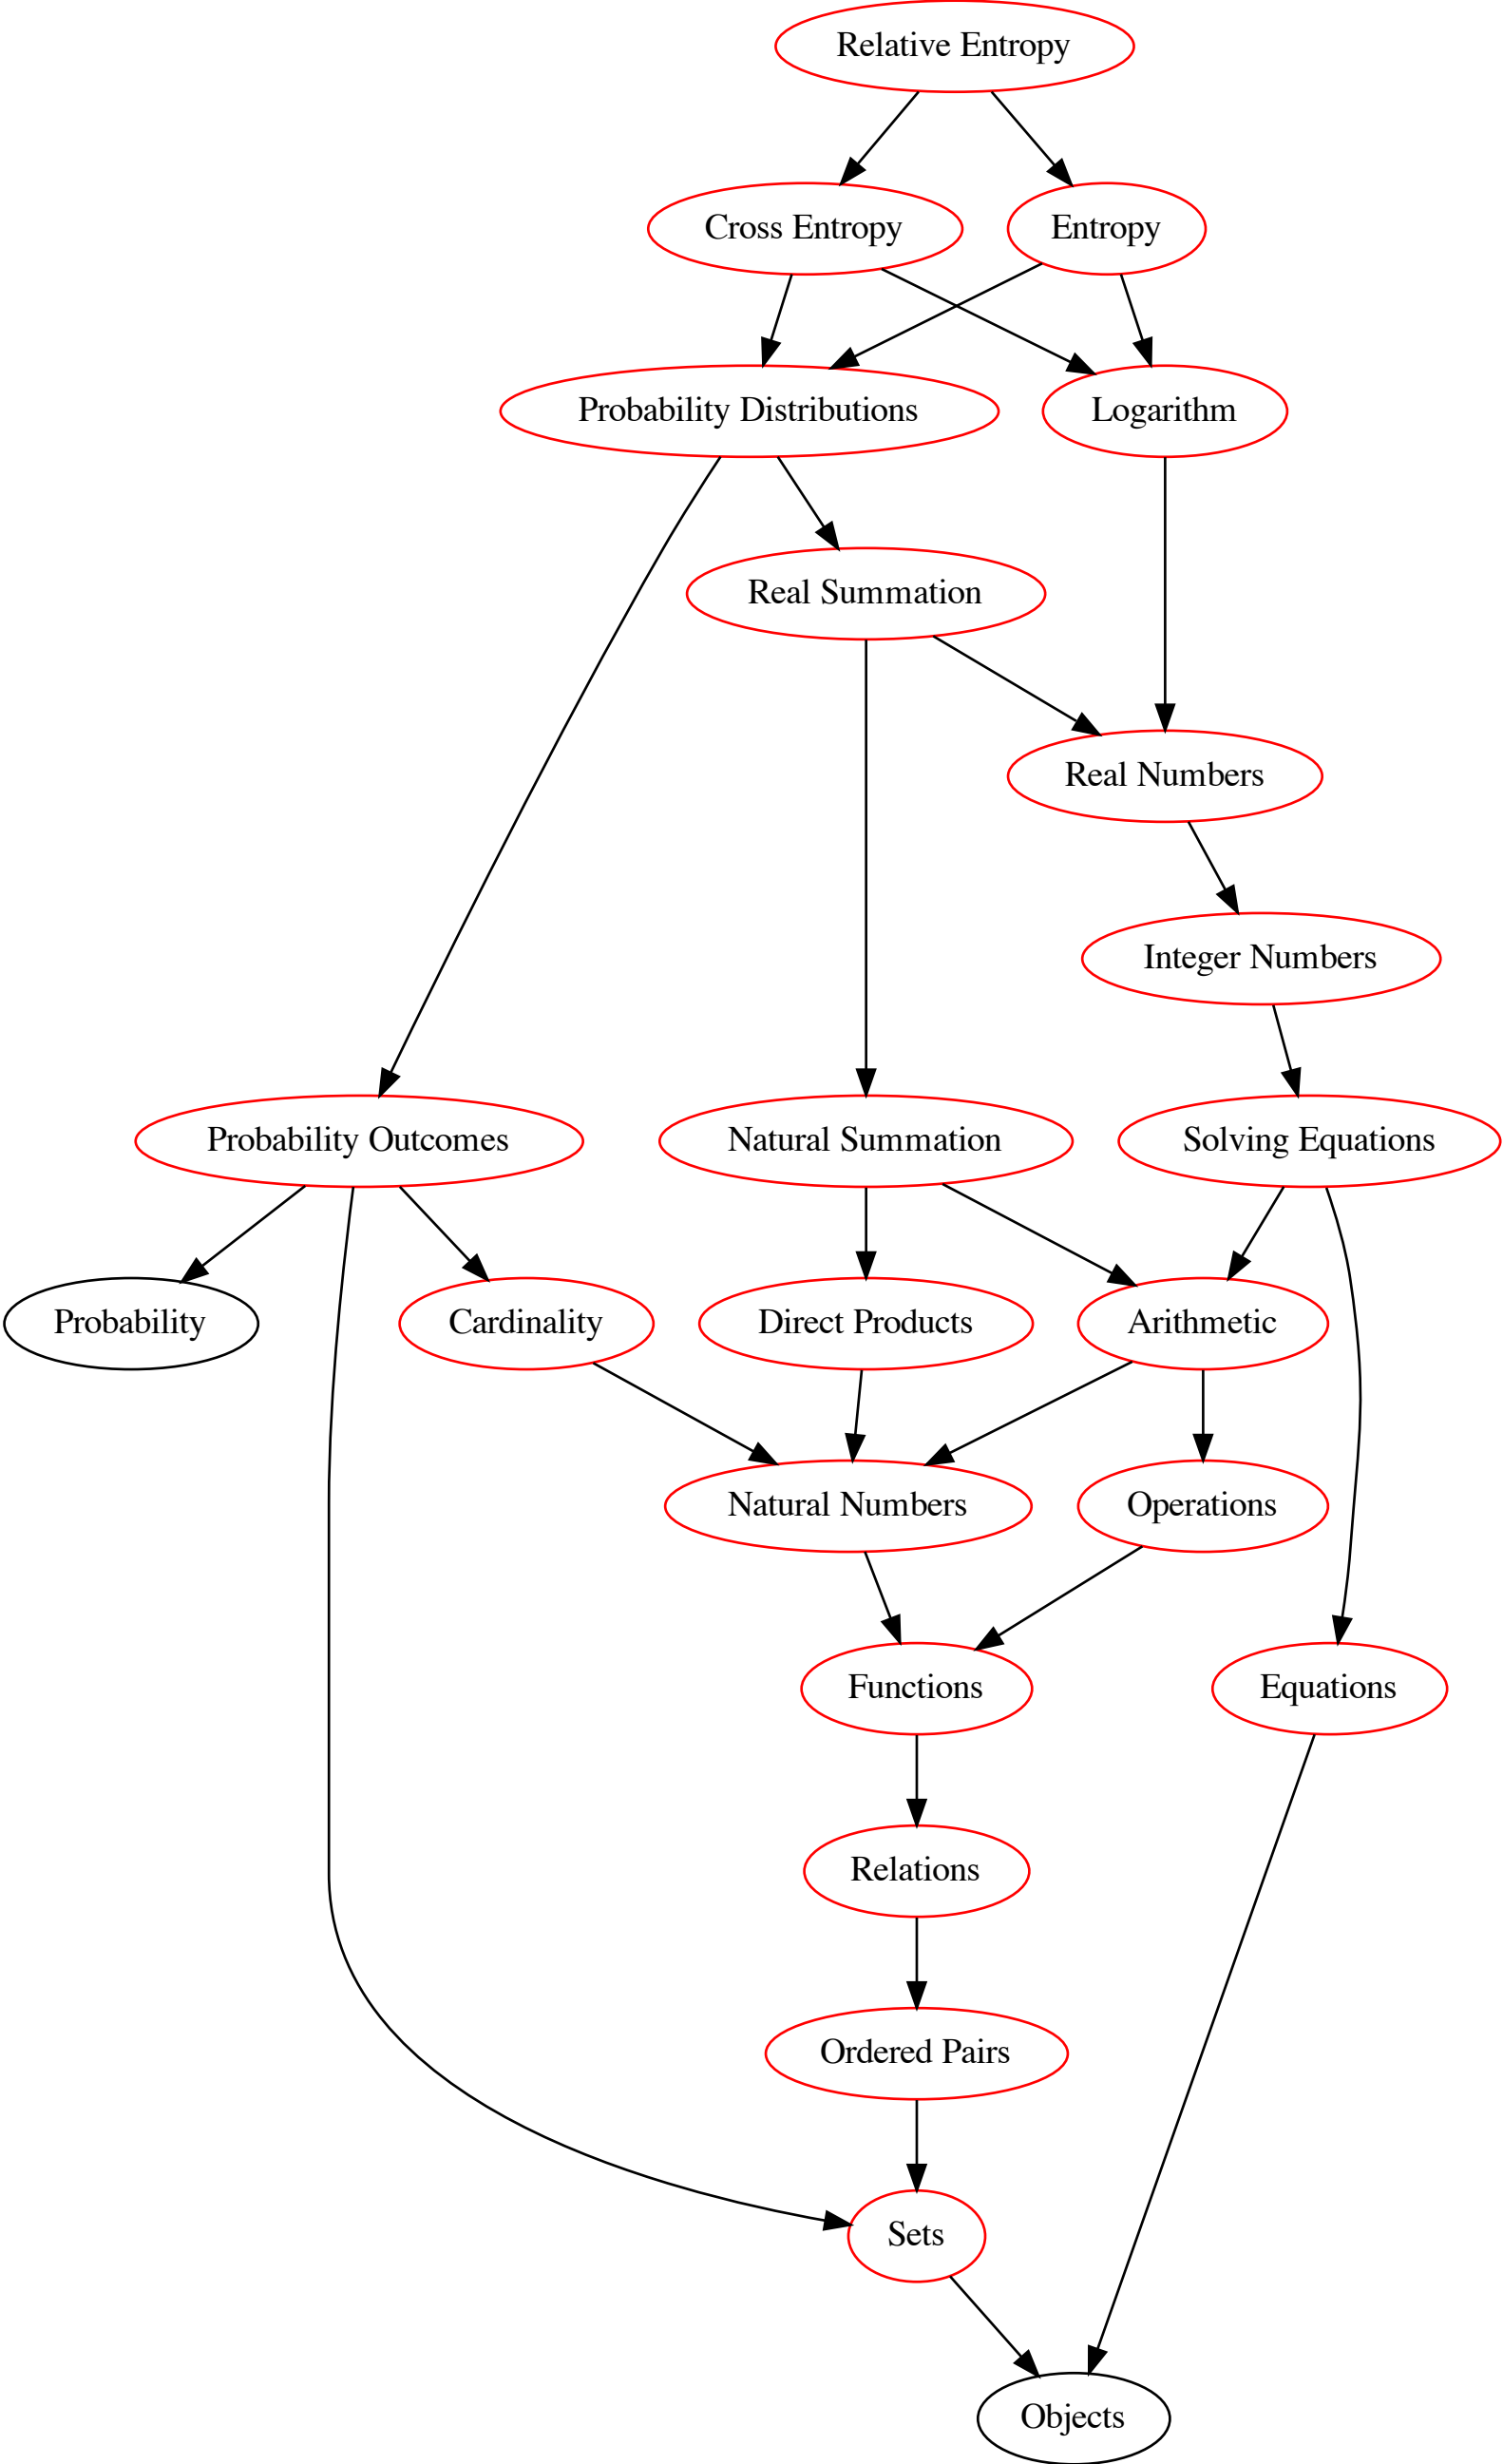 Relative Entropy
Cross Entropy
Entropy
Probability Distributions
Logarithm
Real Summation
Real Numbers
Integer Numbers
Probability Outcomes
Natural Summation
Solving Equations
Probability
Cardinality
Direct Products
Arithmetic
Natural Numbers
Operations
Functions
Equations
Relations
Ordered Pairs
Sets
Objects